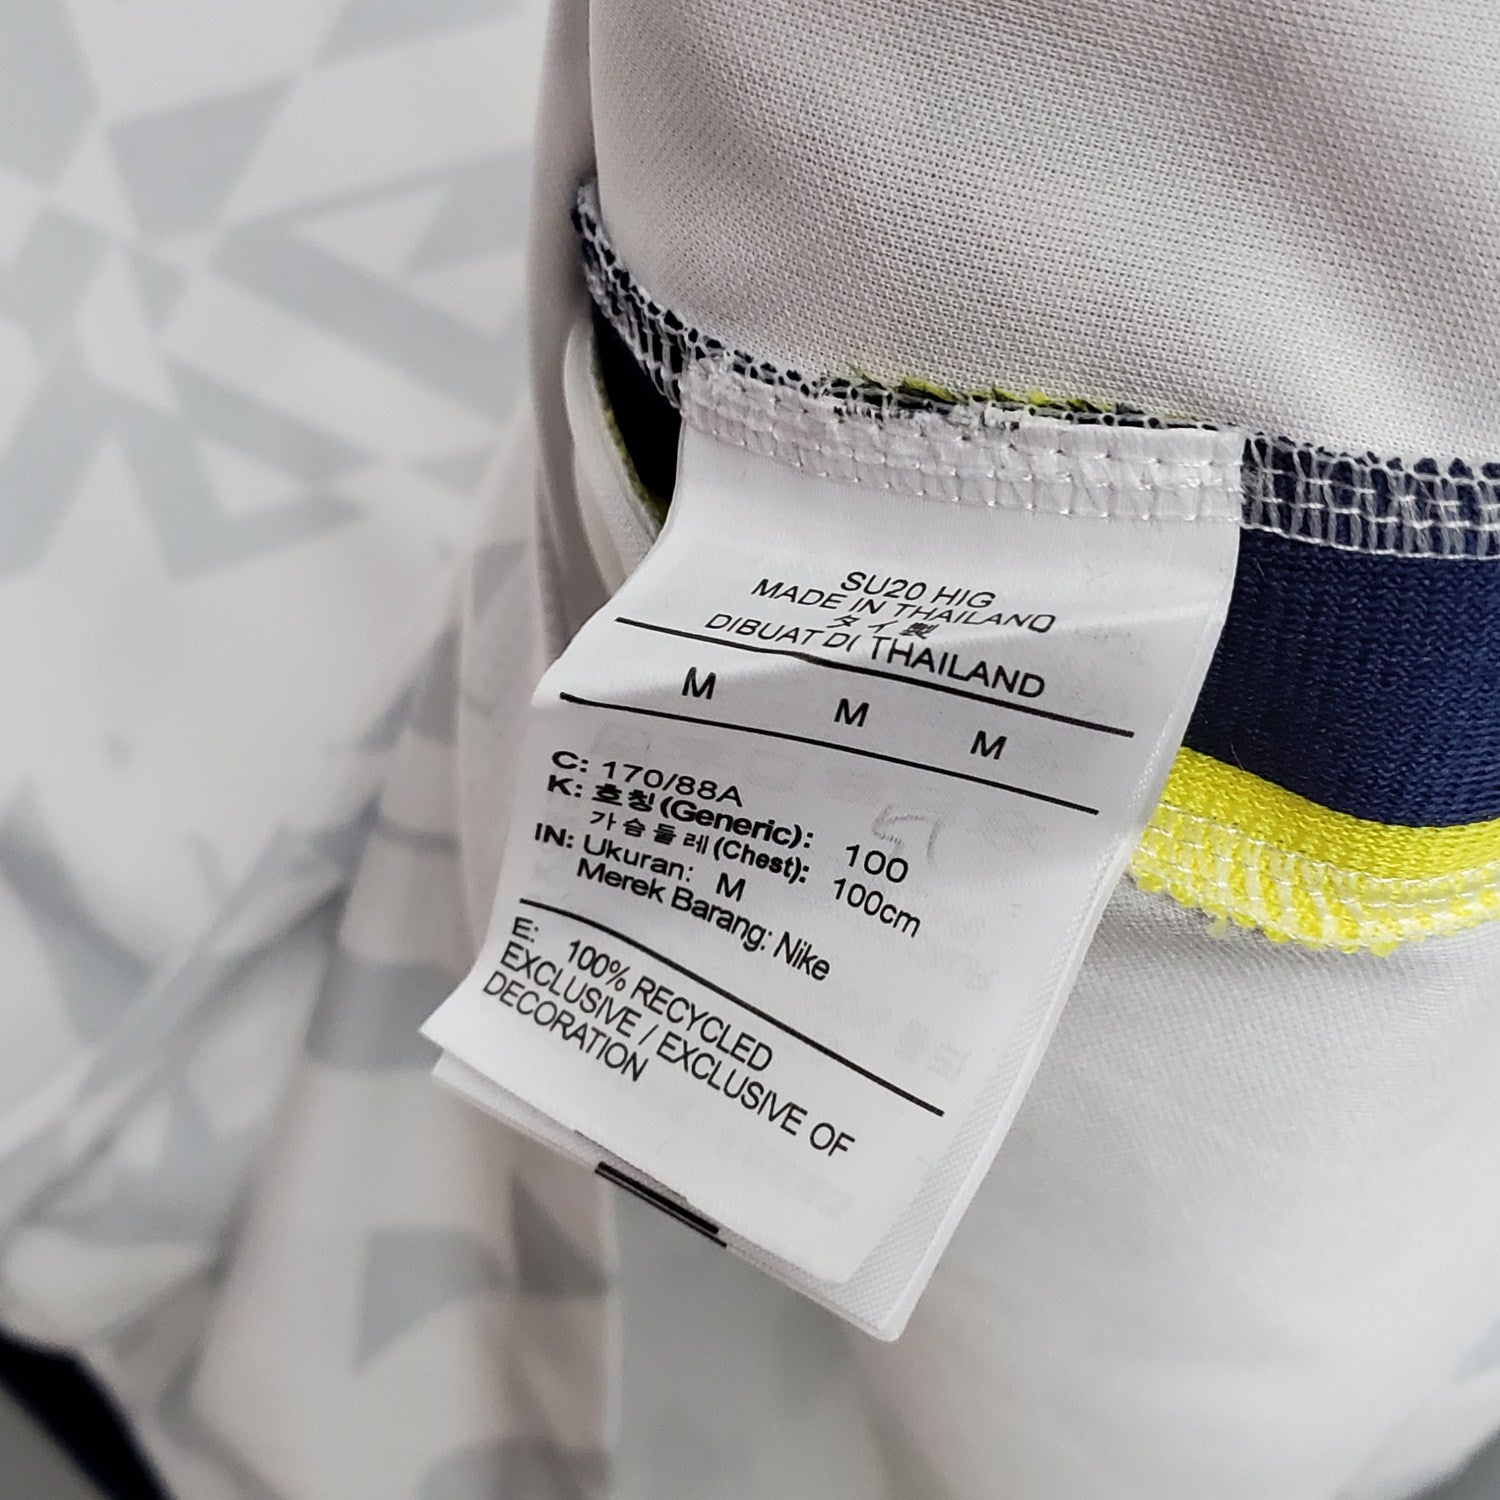 SU20 HIG
MADE IN THAILAND
タイ製
DIBUAT DI THAILAND
M M M
C: 170/88A
K: 호칭(Generic): 100
가슴둘레(Chest): 100cm
IN: Ukuran: M
Merek Barang: Nike
E: 100% RECYCLED
EXCLUSIVE / EXCLUSIVE OF
DECORATION